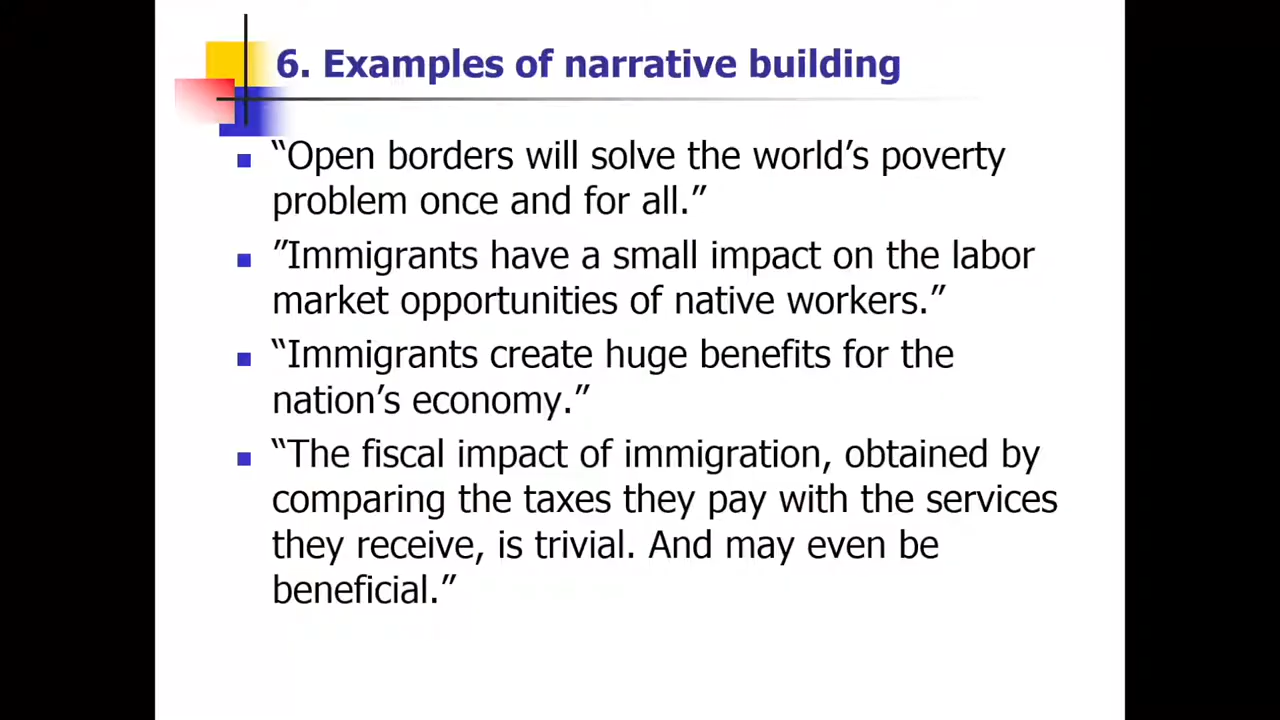 6. Examples of narrative building
“Open borders will solve the world’s poverty
problem once and for all.”
”Immigrants have a small impact on the labor
market opportunities of native workers.”
“Immigrants create huge benefits for the
nation’s economy.”
“The fiscal impact of immigration, obtained by
comparing the taxes they pay with the services
they receive, is trivial. And may even be
beneficial.”